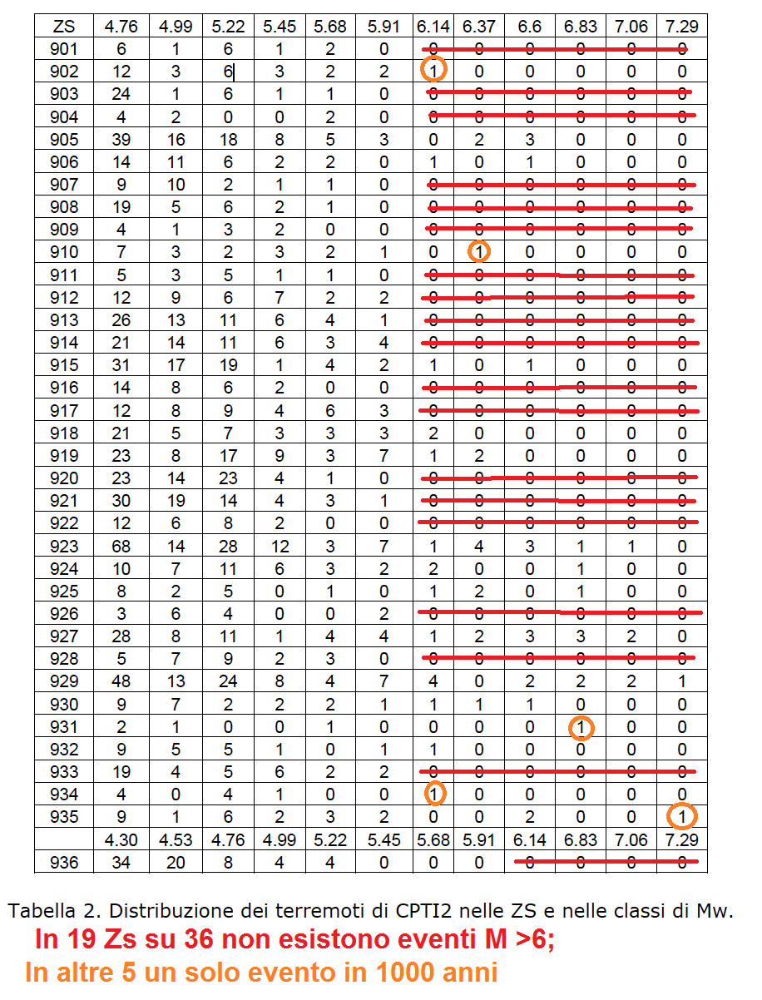 ZS 4.76 4.99 5.22 5.45 5.68 5.91 6.14 6.37 6.6 6.83 7.06 7.29
901 6 1 6 1 2 0 0 0 0 0 0 0
902 12 3 6 3 2 2 1 0 0 0 0 0
903 24 1 6 1 1 0 0 0 0 0 0 0
904 4 2 0 0 2 0 0 0 0 0 0 0
905 39 16 18 8 5 3 0 2 3 0 0 0
906 14 11 6 2 2 0 1 0 1 0 0 0
907 9 10 2 1 1 0 0 0 0 0 0 0
908 19 5 6 2 1 0 0 0 0 0 0 0
909 4 1 3 2 0 0 0 0 0 0 0 0
910 7 3 2 3 2 1 0 1 0 0 0 0
911 5 3 5 1 1 0 0 0 0 0 0 0
912 12 9 6 7 2 2 0 0 0 0 0 0
913 26 13 11 6 4 1 0 0 0 0 0 0
914 21 14 11 6 3 4 0 0 0 0 0 0
915 31 17 19 1 4 2 1 0 1 0 0 0
916 14 8 6 2 0 0 0 0 0 0 0 0
917 12 8 9 4 6 3 0 0 0 0 0 0
918 21 5 7 3 3 3 2 0 0 0 0 0
919 23 8 17 9 3 7 1 2 0 0 0 0
920 23 14 23 4 1 0 0 0 0 0 0 0
921 30 19 14 4 3 1 0 0 0 0 0 0
922 12 6 8 2 0 0 0 0 0 0 0 0
923 68 14 28 12 3 7 1 4 3 1 1 0
924 10 7 11 6 3 2 2 0 0 1 0 0
925 8 2 5 0 1 0 1 2 0 1 0 0
926 3 6 4 0 0 2 0 0 0 0 0 0
927 28 8 11 1 4 4 1 2 3 3 2 0
928 5 7 9 2 3 0 0 0 0 0 0 0
929 48 13 24 8 4 7 4 0 2 2 2 1
930 9 7 2 2 2 1 1 1 1 0 0 0
931 2 1 0 0 1 0 0 0 0 1 0 0
932 9 5 5 1 0 1 1 0 0 0 0 0
933 19 4 5 6 2 2 0 0 0 0 0 0
934 4 0 4 1 0 0 1 0 0 0 0 0
935 9 1 6 2 3 2 0 0 2 0 0 1
4.30 4.53 4.76 4.99 5.22 5.45 5.68 5.91 6.14 6.83 7.06 7.29
936 34 20 8 4 4 0 0 0 0 0 0 0
Tabella 2. Distribuzione dei terremoti di CPTI2 nelle ZS e nelle classi di Mw.
In 19 Zs su 36 non esistono eventi M >6;
In altre 5 un solo evento in 1000 anni